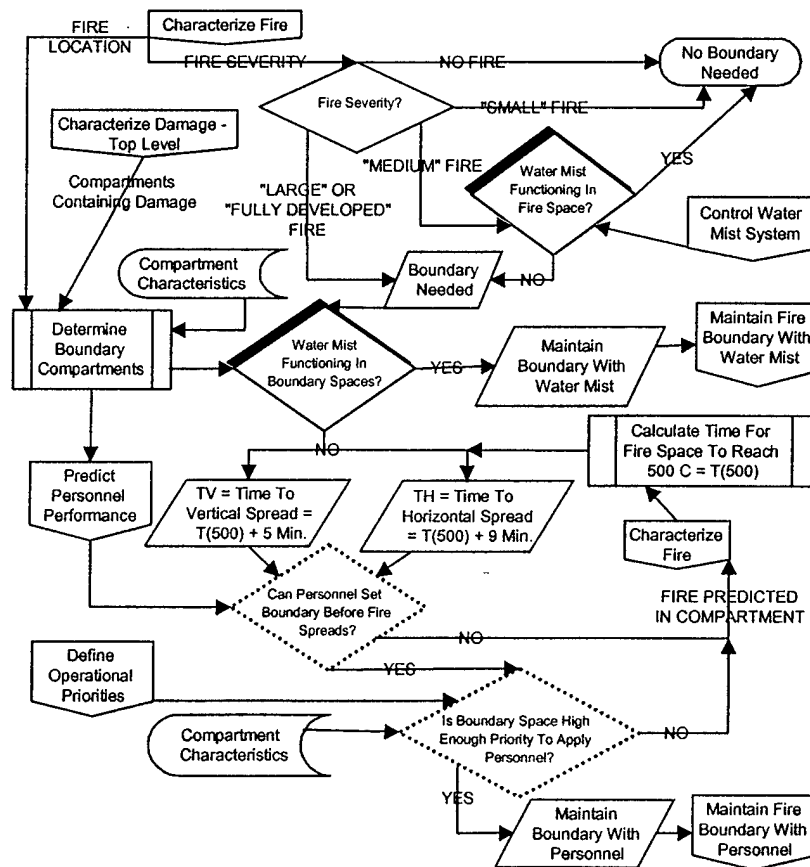 FIRE
LOCATION
Characterize Fire
FIRE SEVERITY
NO FIRE
No Boundary
Needed
Fire Severity?
"SMALL" FIRE
Characterize Damage -
Top Level
"MEDIUM" FIRE
YES
Compartments
Containing Damage
"LARGE" OR
"FULLY DEVELOPED"
FIRE
Water Mist
Functioning In
Fire Space?
Control Water
Mist System
Compartment
Characteristics
Boundary
Needed
NO
Determine
Boundary
Compartments
Water Mist
Functioning In
Boundary Spaces?
YES
Maintain
Boundary With
Water Mist
Maintain Fire
Boundary With
Water Mist
NO
Calculate Time For
Fire Space To Reach
500 C = T(500)
Predict
Personnel
Performance
TV = Time To
Vertical Spread =
T(500) + 5 Min.
TH = Time To
Horizontal Spread
= T(500) + 9 Min.
Characterize
Fire
Can Personnel Set
Boundary Before Fire
Spreads?
FIRE PREDICTED
IN COMPARTMENT
NO
YES
Define
Operational
Priorities
Is Boundary Space High
Enough Priority To Apply
Personnel?
NO
Compartment
Characteristics
YES
Maintain
Boundary With
Personnel
Maintain Fire
Boundary With
Personnel